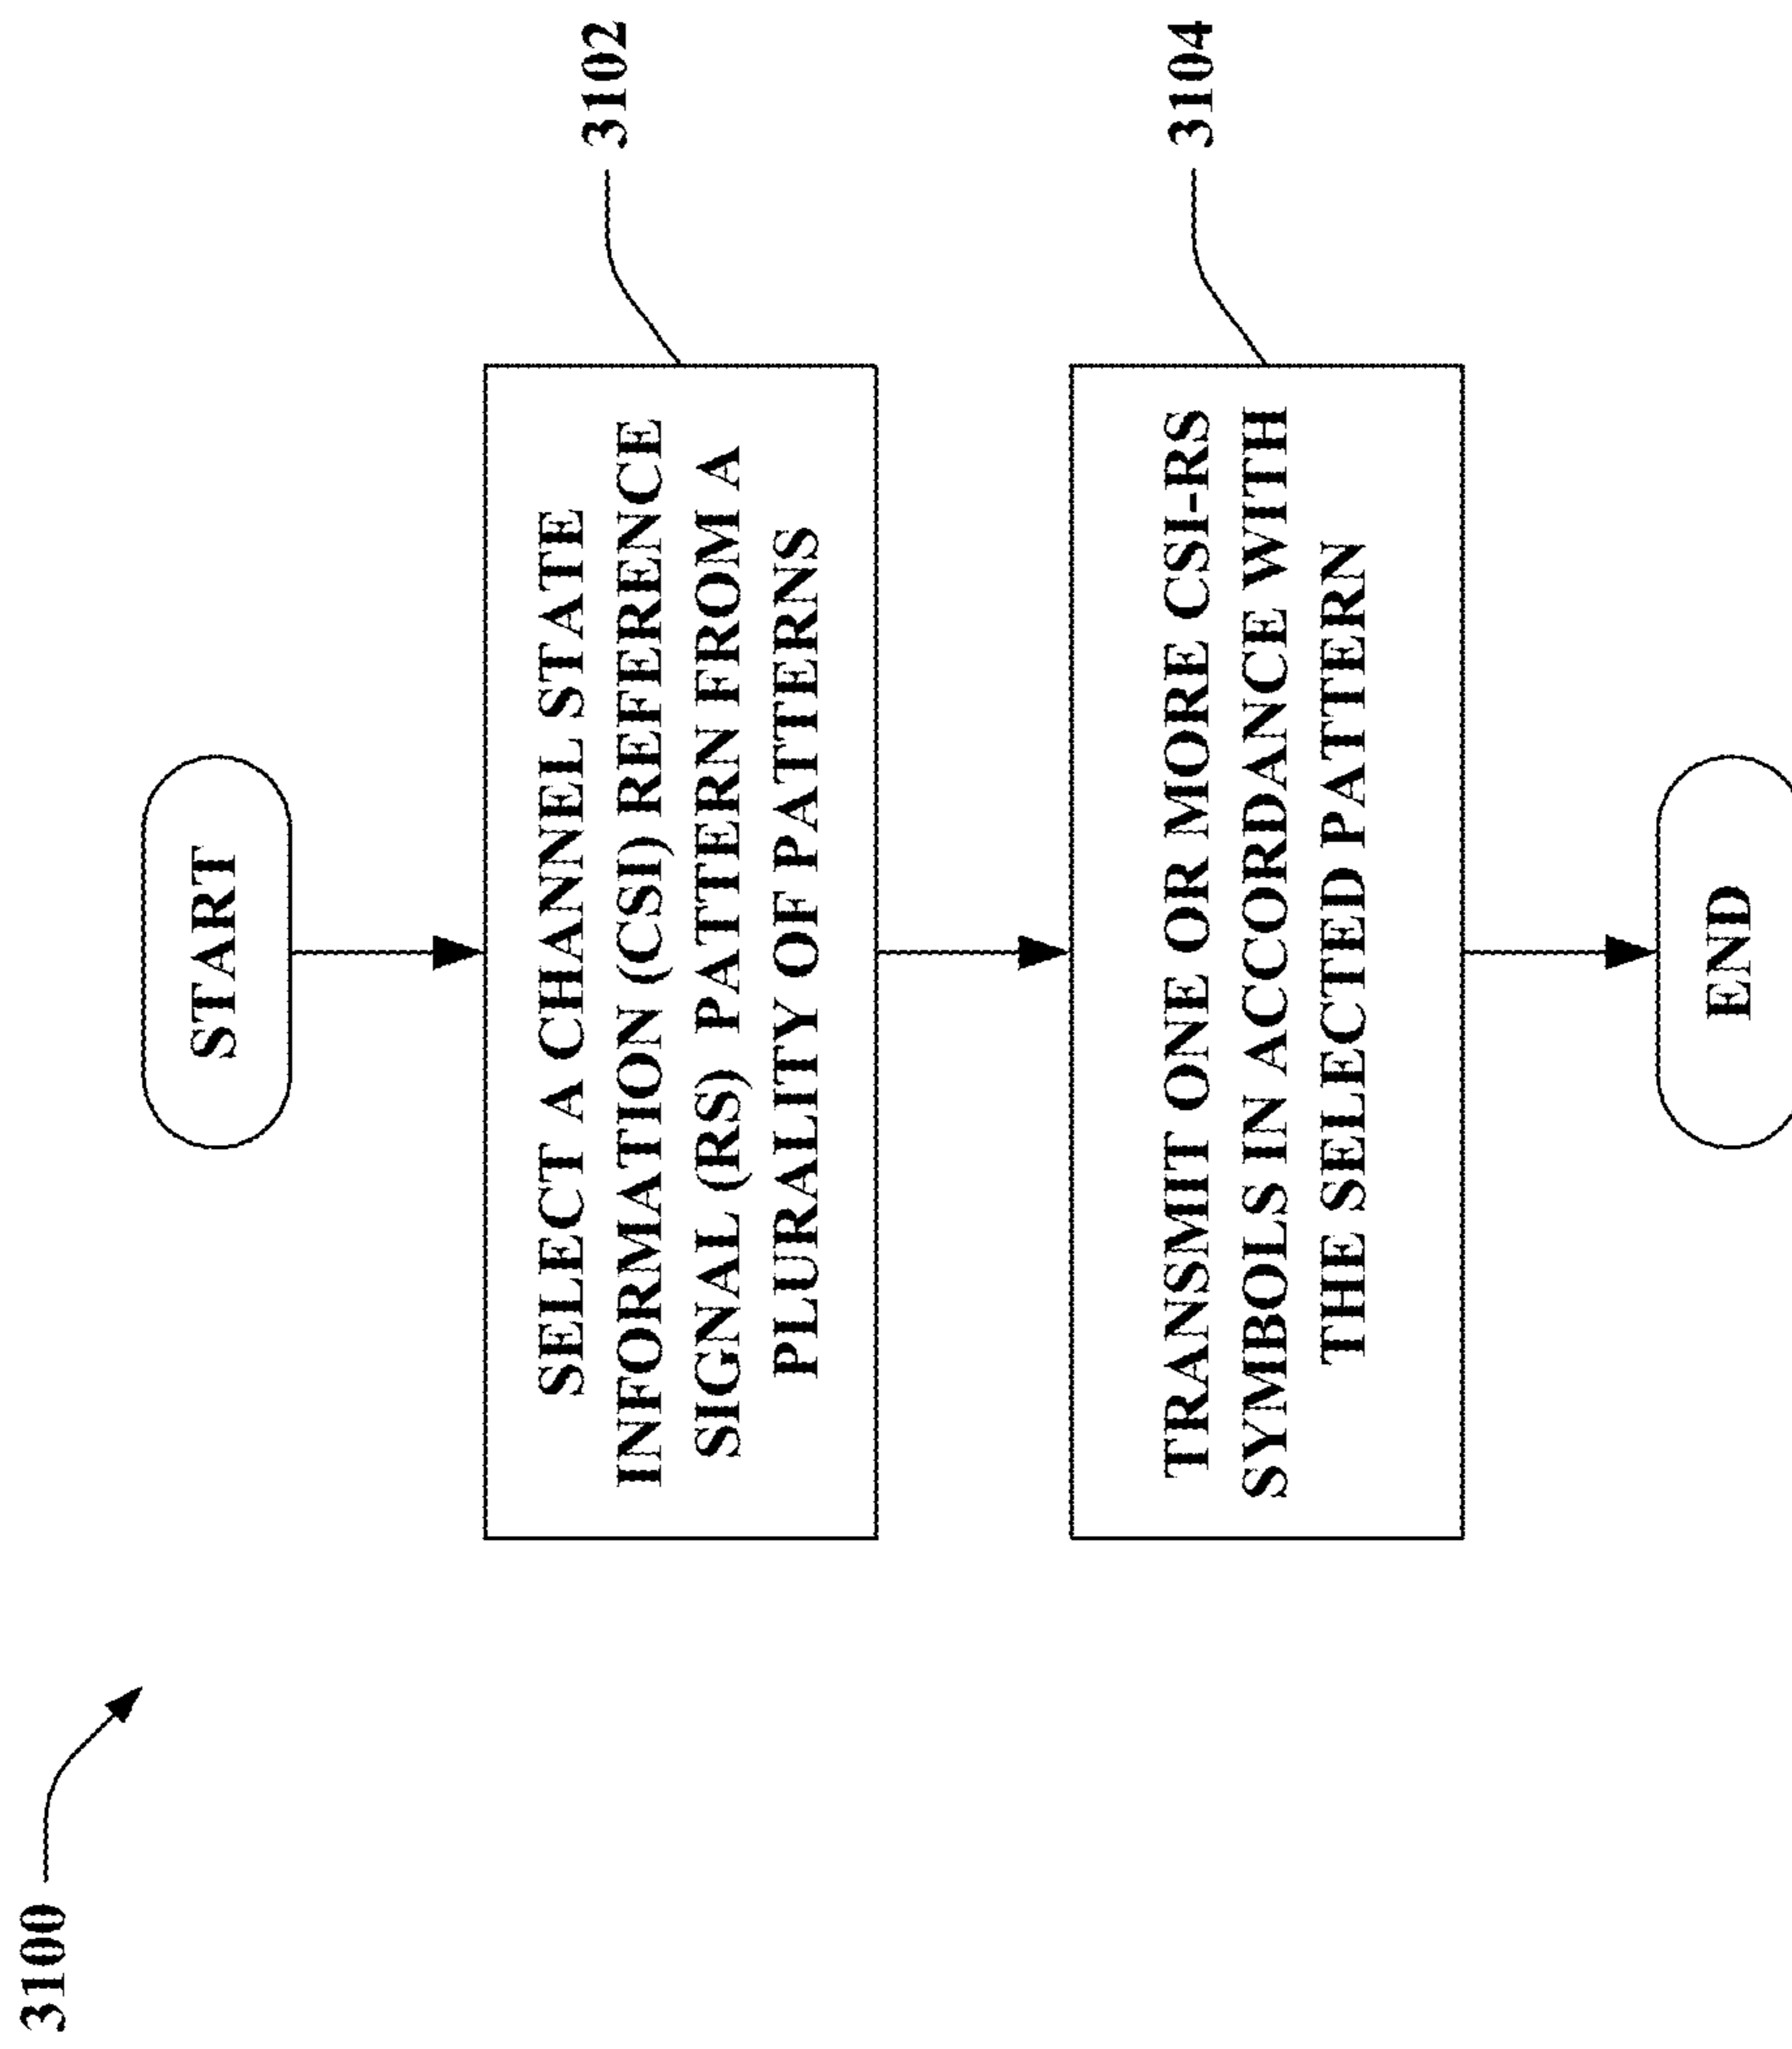 3100
START
SELECT A CHANNEL STATE
INFORMATION (CSI) REFERENCE
SIGNAL (RS) PATTERN FROM A
PLURALITY OF PATTERNS
3102
TRANSMIT ONE OR MORE CSI-RS
SYMBOLS IN ACCORDANCE WITH
THE SELECTED PATTERN
3104
END